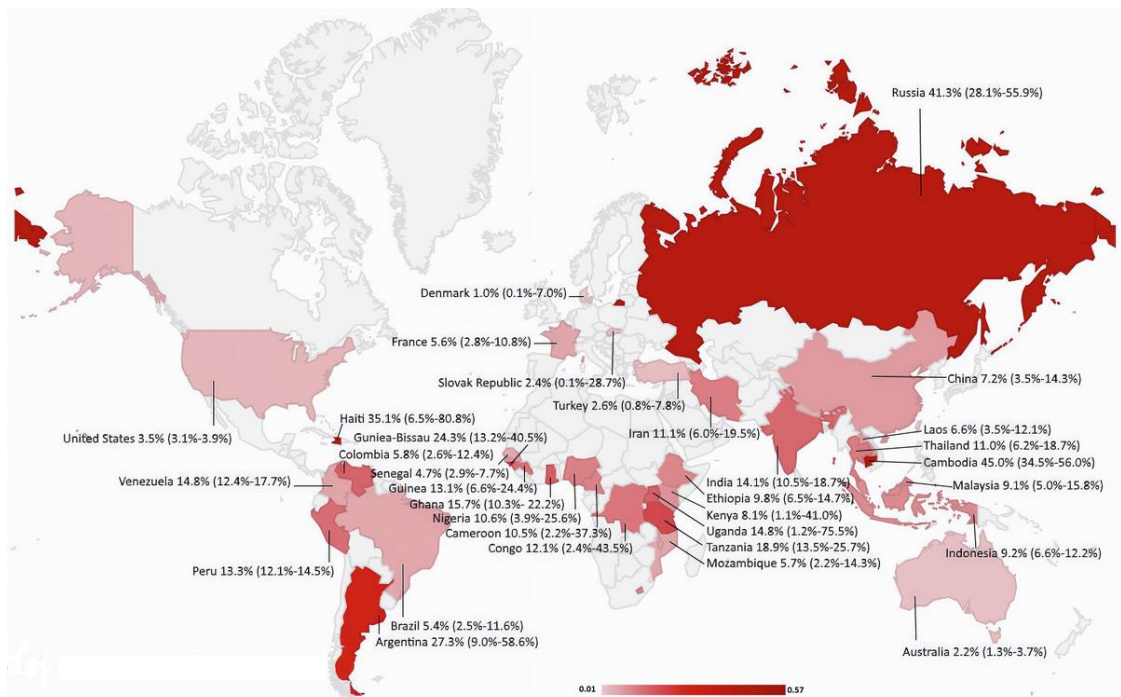 Russia 41.3% (28.1%-55.9%)
Denmark 1.0% (0.1%-7.0%)
France 5.6% (2.8%-10.8%)
Slovak Republic 2.4% (0.1%-28.7%)
China 7.2% (3.5%-14.3%)
Turkey 2.6% (0.8%-7.8%)
Haiti 35.1% (6.5%-80.8%)
Iran 11.1% (6.0%-19.5%)
Laos 6.6% (3.5%-12.1%)
United States 3.5% (3.1%-3.9%)
Guniea-Bissau 24.3% (13.2%-40.5%)
Thailand 11.0% (6.2%-18.7%)
Colombia 5.8% (2.6%-12.4%)
Cambodia 45.0% (34.5%-56.0%)
Senegal 4.7% (2.9%-7.7%)
Venezuela 14.8% (12.4%-17.7%)
India 14.1% (10.5%-18.7%)
Malaysia 9.1% (5.0%-15.8%)
Guinea 13.1% (6.6%-24.4%)
Ethiopia 9.8% (6.5%-14.7%)
Ghana 15.7% (10.3%- 22.2%)
Kenya 8.1% (1.1%-41.0%)
Nigeria 10.6% (3.9%-25.6%)
Uganda 14.8% (1.2%-75.5%)
Cameroon 10.5% (2.2%-37.3%)
Congo 12.1% (2.4%-43.5%)
Tanzania 18.9% (13.5%-25.7%)
Indonesia 9.2% (6.6%-12.2%)
Mozambique 5.7% (2.2%-14.3%)
Peru 13.3% (12.1%-14.5%)
Brazil 5.4% (2.5%-11.6%)
Argentina 27.3% (9.0%-58.6%)
Australia 2.2% (1.3%-3.7%)
0.01
0.57